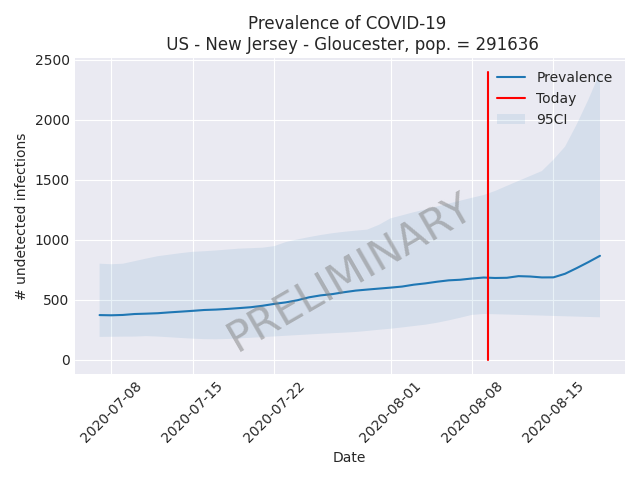 Prevalence of COVID-19
US - New Jersey - Gloucester, pop. = 291636
2500
2000
1500
1000
500
0
# undetected infections
Prevalence
Today
95CI
PRELIMINARY
2020-07-08
2020-07-15
2020-07-22
2020-08-01
2020-08-08
2020-08-15
Date